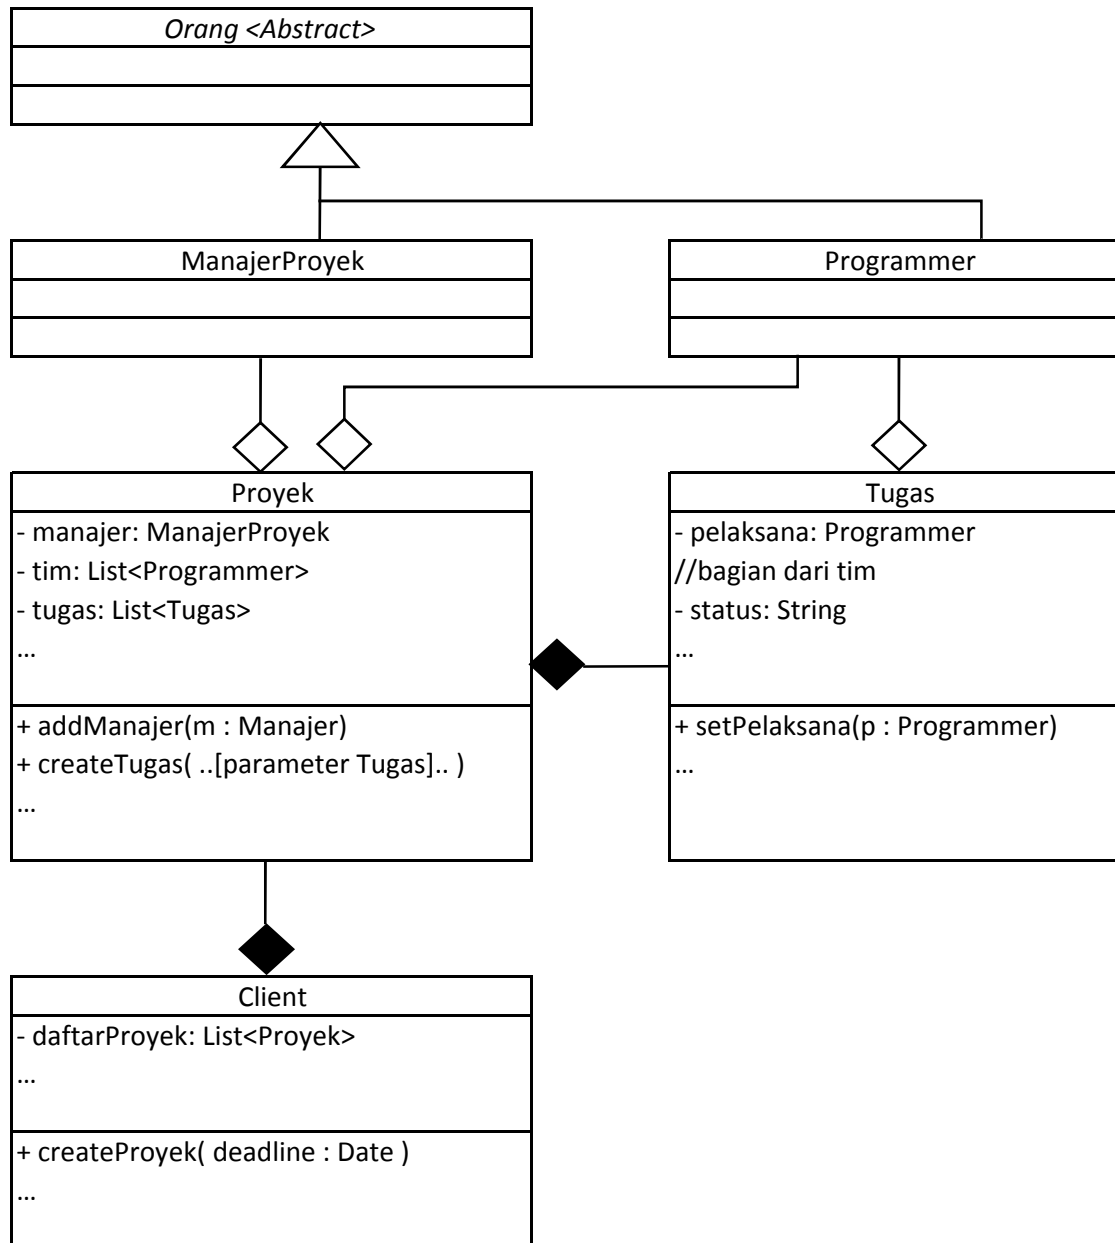 Orang <Abstract>
ManajerProyek
Programmer
Proyek
- manajer: ManajerProyek
- tim: List<Programmer>
- tugas: List<Tugas>
...
+ addManajer(m : Manajer)
+ createTugas( ..[parameter Tugas].. )
...
Tugas
- pelaksana: Programmer
//bagian dari tim
- status: String
...
+ setPelaksana(p : Programmer)
...
Client
- daftarProyek: List<Proyek>
...
+ createProyek( deadline : Date )
...